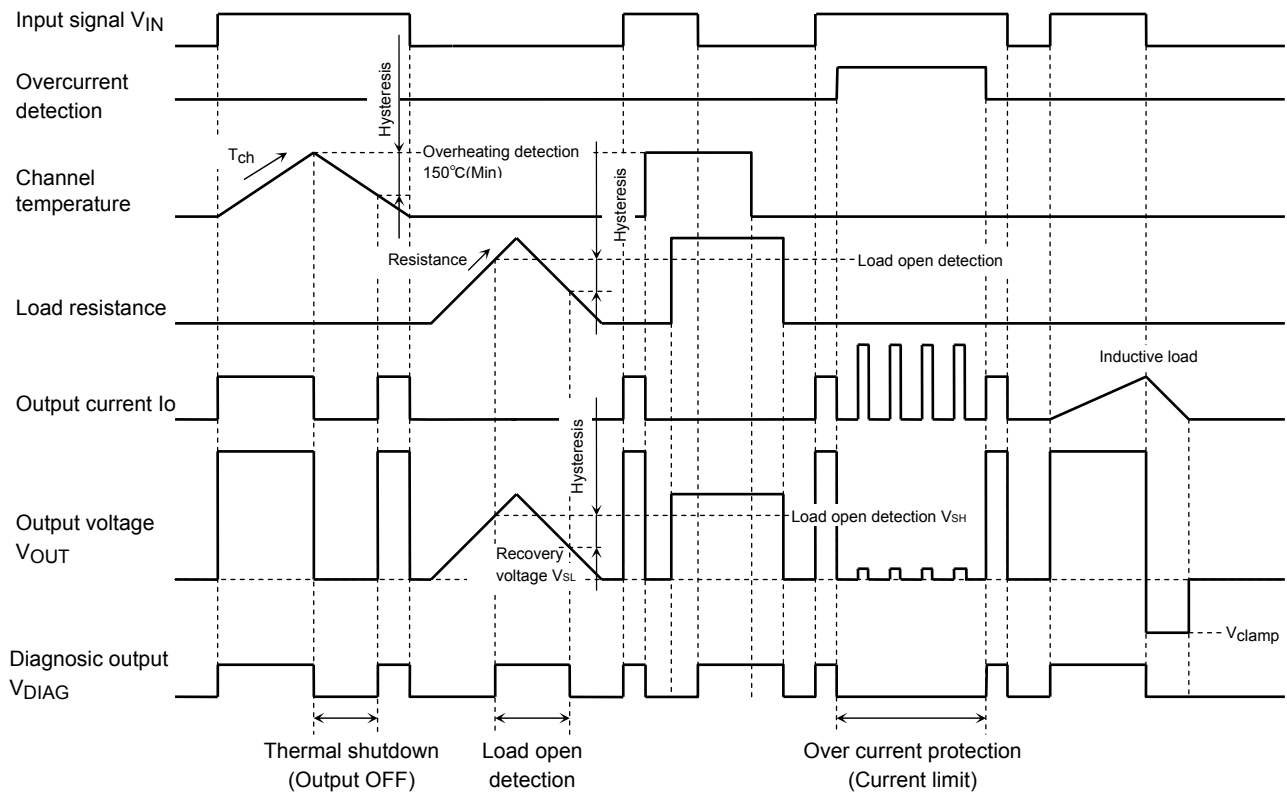 Input signal VIN
Overcurrent
detection
Hysteresis
Tch
Overheating detection
150°C(Min)
Channel
temperature
Hysteresis
Resistance
Load open detection
Load resistance
Inductive load
Output current Io
Hysteresis
Output voltage
VOUT
Load open detection VSH
Recovery
voltage VSL
Vclamp
Diagnosic output
VDIAG
Thermal shutdown
(Output OFF)
Load open
detection
Over current protection
(Current limit)